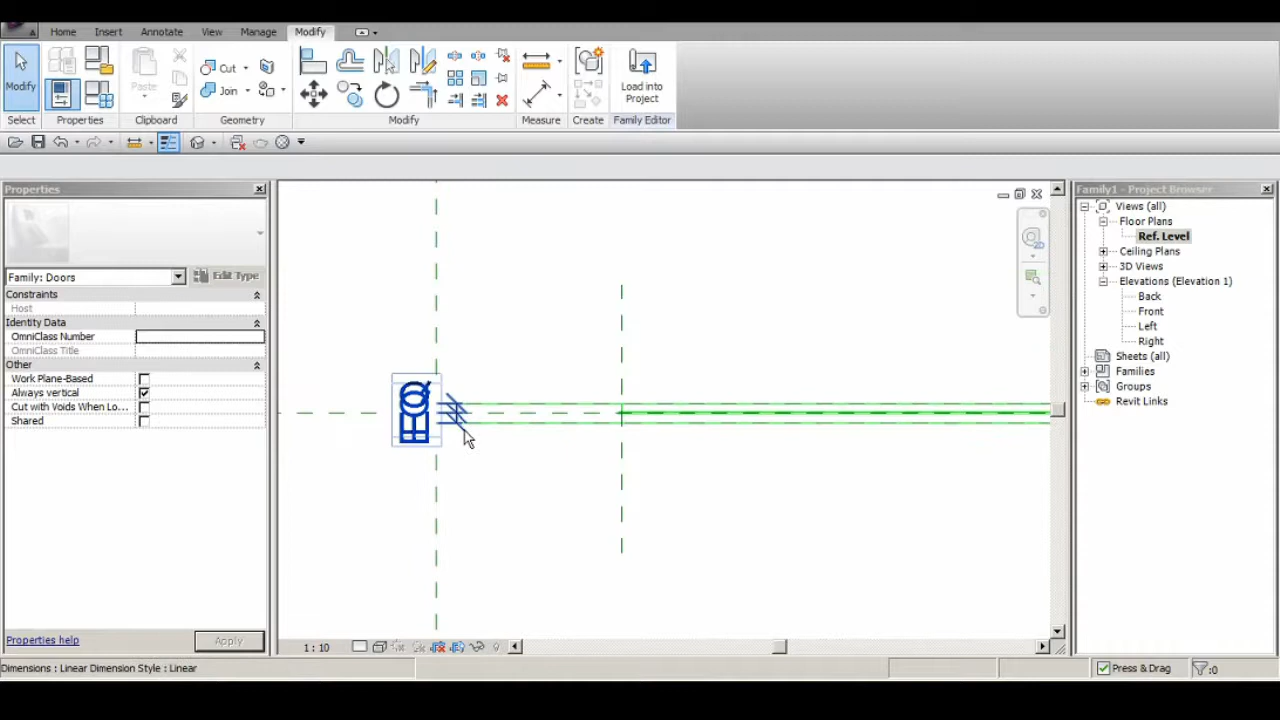 Home Insert Annotate View Manage Modify
Modify Paste Cut Join Load into
Project
Select Properties Clipboard Geometry Modify Measure Create Family Editor
Properties
Family: Doors Edit Type
Constraints
Host
Identity Data
OmniClass Number
OmniClass Title
Other
Work Plane-Based
Always vertical
Cut with Voids When Lo...
Shared
Properties help Apply
EQ
1 : 10
Family1 - Project Browser
Views (all)
Floor Plans
Ref. Level
Ceiling Plans
3D Views
Elevations (Elevation 1)
Back
Front
Left
Right
Sheets (all)
Families
Groups
Revit Links
Dimensions : Linear Dimension Style : Linear Press & Drag :0